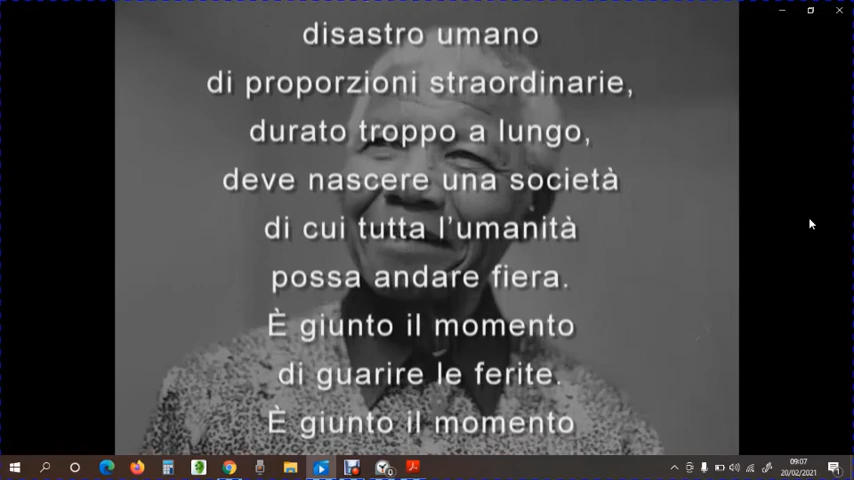 disastro umano
di proporzioni straordinarie,
durato troppo a lungo,
deve nascere una società
di cui tutta l'umanità
possa andare fiera.
È giunto il momento
di guarire le ferite.
È giunto il momento
09:07
20/02/2021